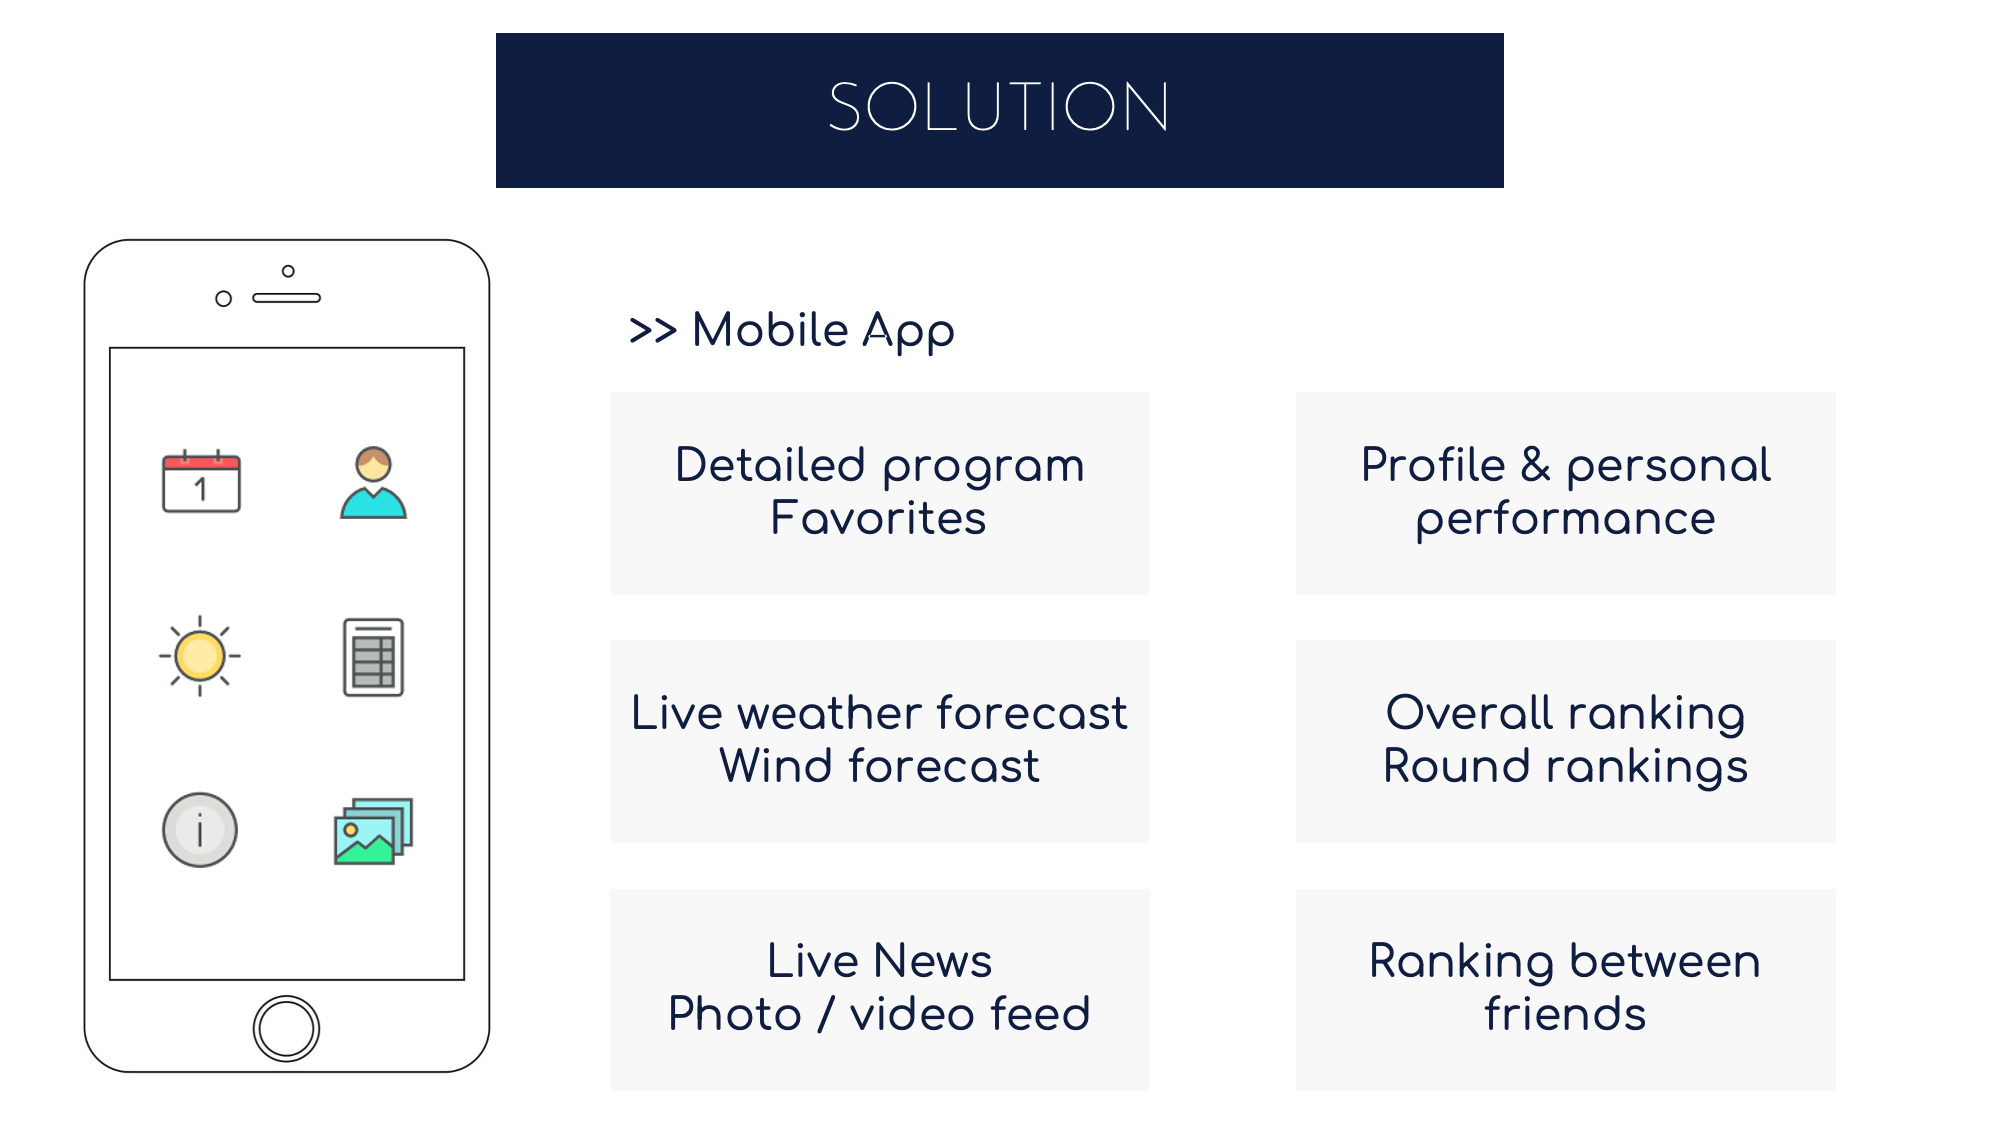 SOLUTION
>> Mobile App
1
i
Detailed program
Favorites
Profile & personal
performance
Live weather forecast
Wind forecast
Overall ranking
Round rankings
Live News
Photo / video feed
Ranking between
friends